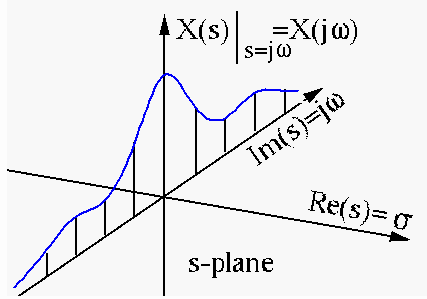 X(s)|s=jω=X(jω)
Im(s)=jω
Re(s)=σ
s-plane